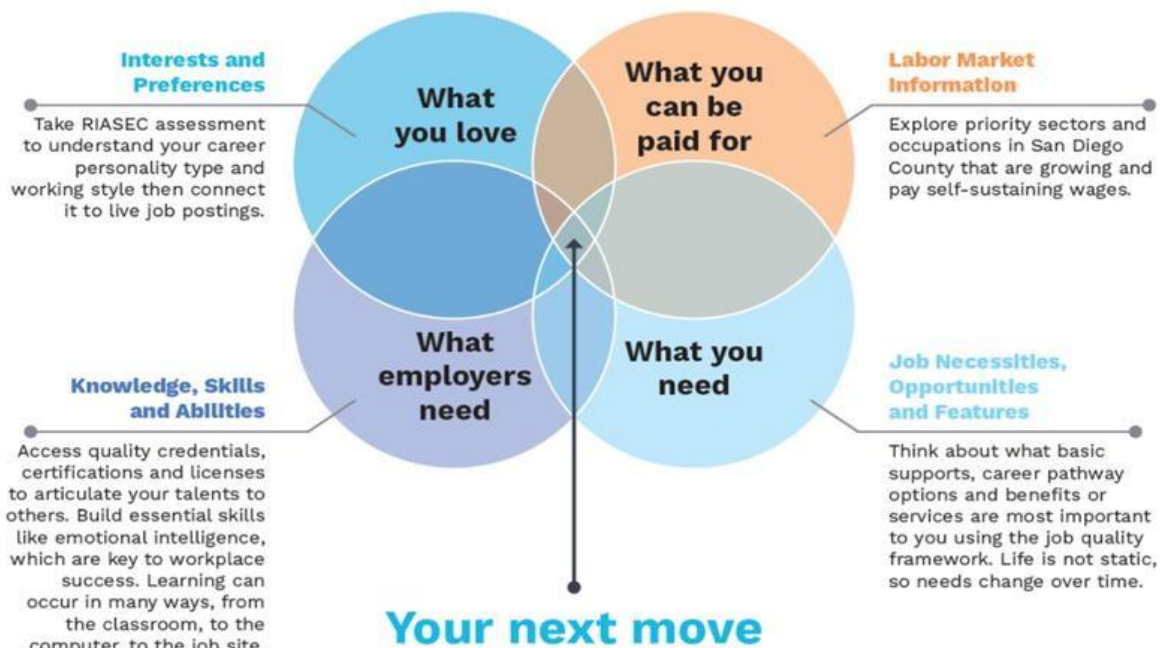 Interests and
Preferences
Take RIASEC assessment
to understand your career
personality type and
working style then connect
it to live job postings.
What
you love
What you
can be
paid for
Labor Market
Information
Explore priority sectors and
occupations in San Diego
County that are growing and
pay self-sustaining wages.
Knowledge, Skills
and Abilities
Access quality credentials,
certifications and licenses
to articulate your talents to
others. Build essential skills
like emotional intelligence,
which are key to workplace
success. Learning can
occur in many ways, from
the classroom, to the
computer, to the job site.
What
employers
need
What you
need
Job Necessities,
Opportunities
and Features
Think about what basic
supports, career pathway
options and benefits or
services are most important
to you using the job quality
framework. Life is not static,
so needs change over time.
Your next move